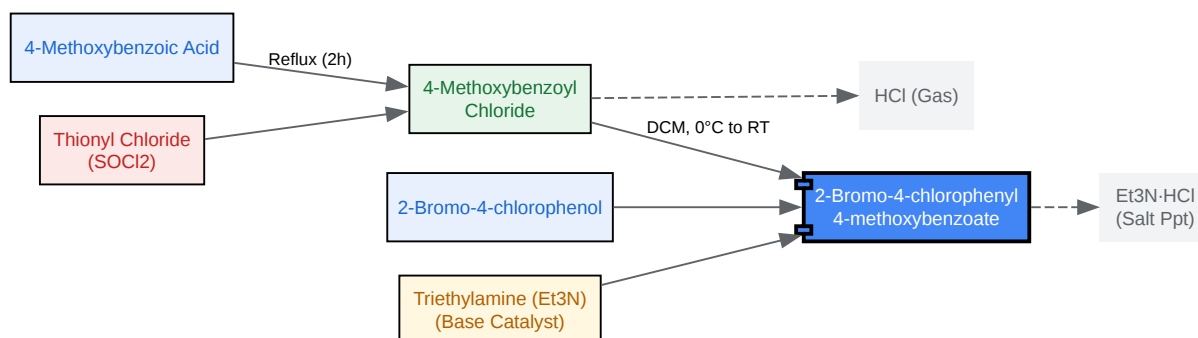 4-Methoxybenzoic Acid
Reflux (2h)
Thionyl Chloride
(SOCl2)
4-Methoxybenzoyl
Chloride
HCl (Gas)
DCM, 0°C to RT
2-Bromo-4-chlorophenol
2-Bromo-4-chlorophenyl
4-methoxybenzoate
Et3N·HCl
(Salt Ppt)
Triethylamine (Et3N)
(Base Catalyst)